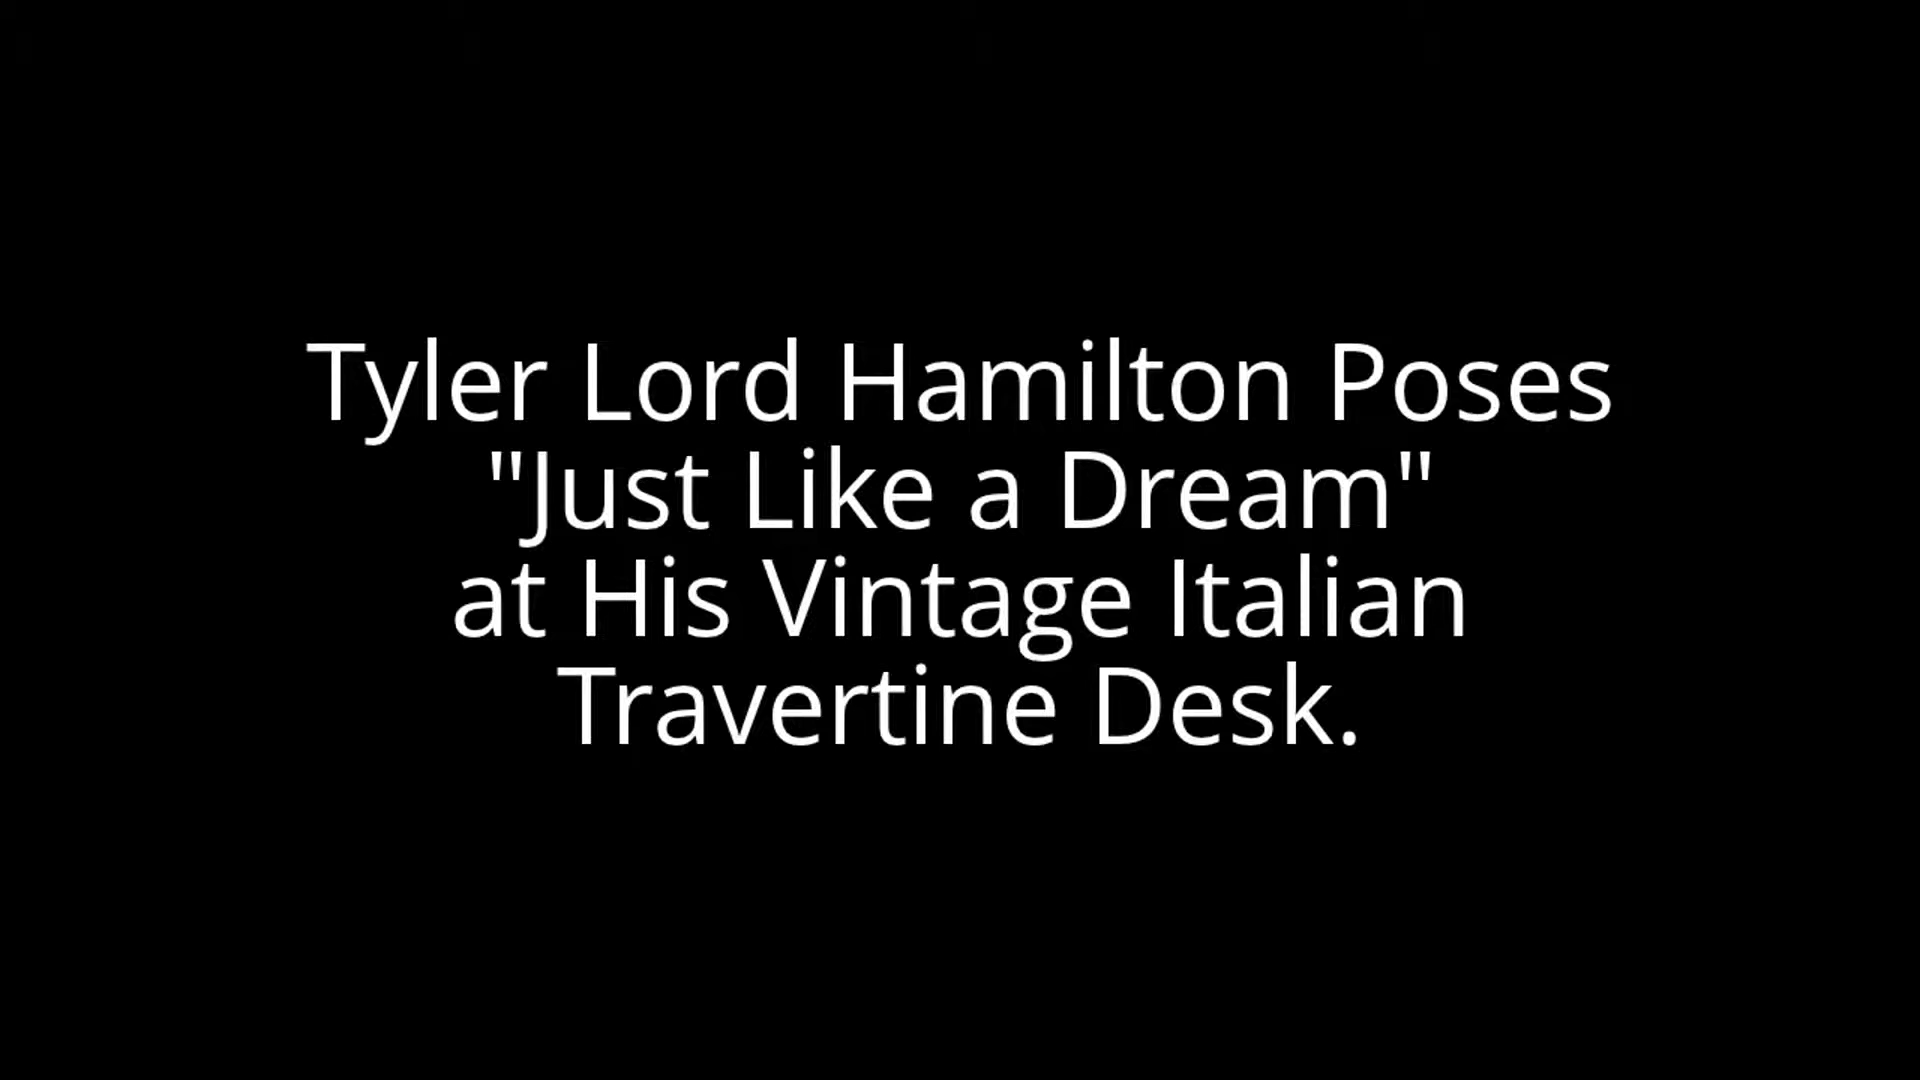 Tyler Lord Hamilton Poses
"Just Like a Dream"
at His Vintage Italian
Travertine Desk.